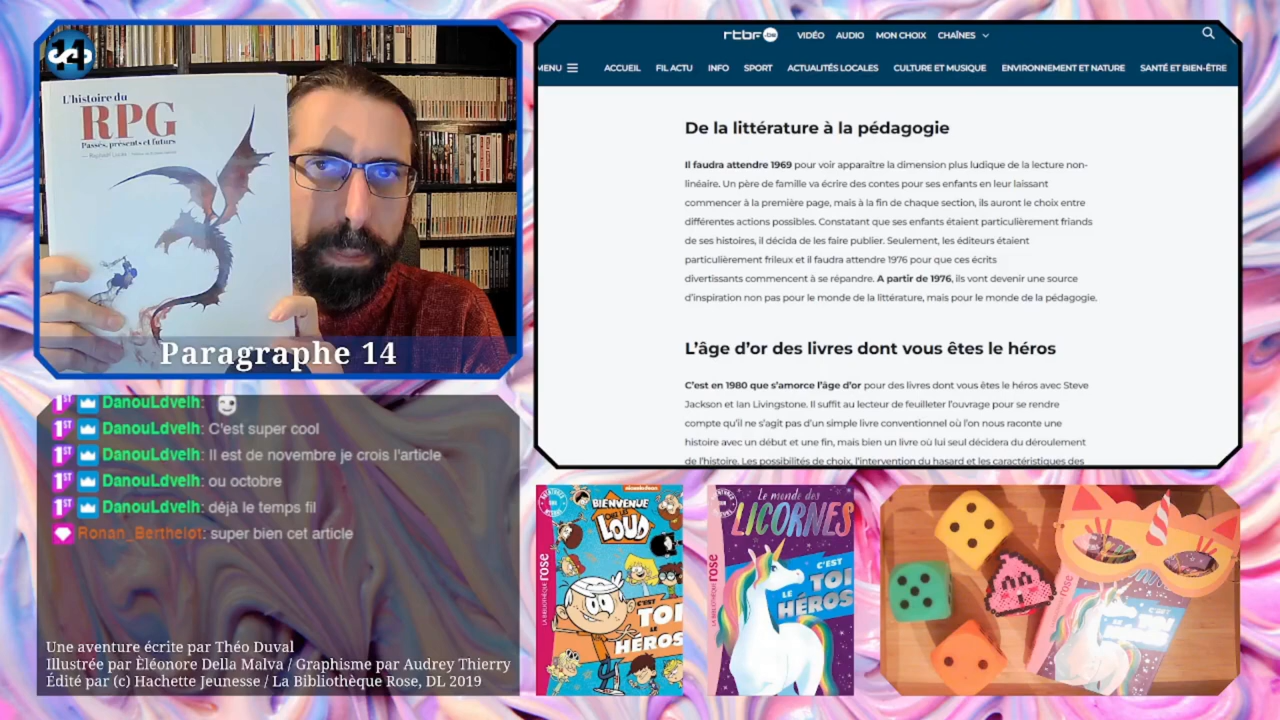 14
L'histoire du
RPG
Passés, présents et futurs
Paragraphe 14
rtbf.be
VIDÉO AUDIO MON CHOIX CHAÎNES
MENU
ACCUEIL FIL ACTU INFO SPORT ACTUALITÉS LOCALES CULTURE ET MUSIQUE ENVIRONNEMENT ET NATURE SANTÉ ET BIEN-ÊTRE
De la littérature à la pédagogie
Il faudra attendre 1969 pour voir apparaître la dimension plus ludique de la lecture non-
linéaire. Un père de famille va écrire des contes pour ses enfants en leur laissant
commencer à la première page, mais à la fin de chaque section, ils auront le choix entre
différentes actions possibles. Constatant que ses enfants étaient particulièrement friands
de ses histoires, il décida de les faire publier. Seulement, les éditeurs étaient
particulièrement frileux et il faudra attendre 1976 pour que ces écrits
divertissants commencent à se répandre. A partir de 1976, ils vont devenir une source
d'inspiration non pas pour le monde de la littérature, mais pour le monde de la pédagogie.
L'âge d'or des livres dont vous êtes le héros
C'est en 1980 que s'amorce l'âge d'or pour des livres dont vous êtes le héros avec Steve
Jackson et Ian Livingstone. Il suffit au lecteur de feuilleter l'ouvrage pour se rendre
compte qu'il ne s'agit pas d'un simple livre conventionnel où l'on nous raconte une
histoire avec un début et une fin, mais bien un livre où lui seul décidera du déroulement
de l'histoire. Les possibilités de choix, l'intervention du hasard et les caractéristiques des
1ST DanouLdvelh:
1ST DanouLdvelh: C'est super cool
1ST DanouLdvelh: Il est de novembre je crois l'article
1ST DanouLdvelh: ou octobre
1ST DanouLdvelh: déjà le temps fil
Ronan_Berthelot: super bien cet article
Une aventure écrite par Théo Duval
Illustrée par Èléonore Della Malva / Graphisme par Audrey Thierry
Édité par (c) Hachette Jeunesse / La Bibliothèque Rose, DL 2019
nickelodeon
BIENVENUE
LOUD
C'EST
TOI
LE
HÉROS
LA BIBLIOTHÈQUE rose
Le monde des
LICORNES
C'EST
TOI
LE
HÉROS
LA BIBLIOTHÈQUE rose
rose